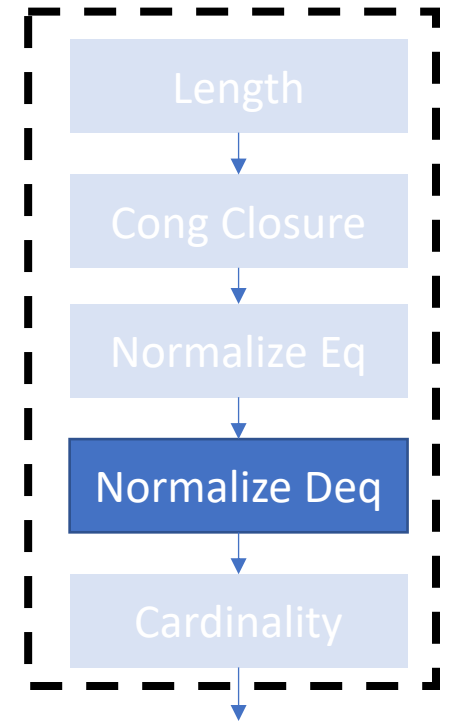 Length
Cong Closure
Normalize Eq
Normalize Deq
Cardinality